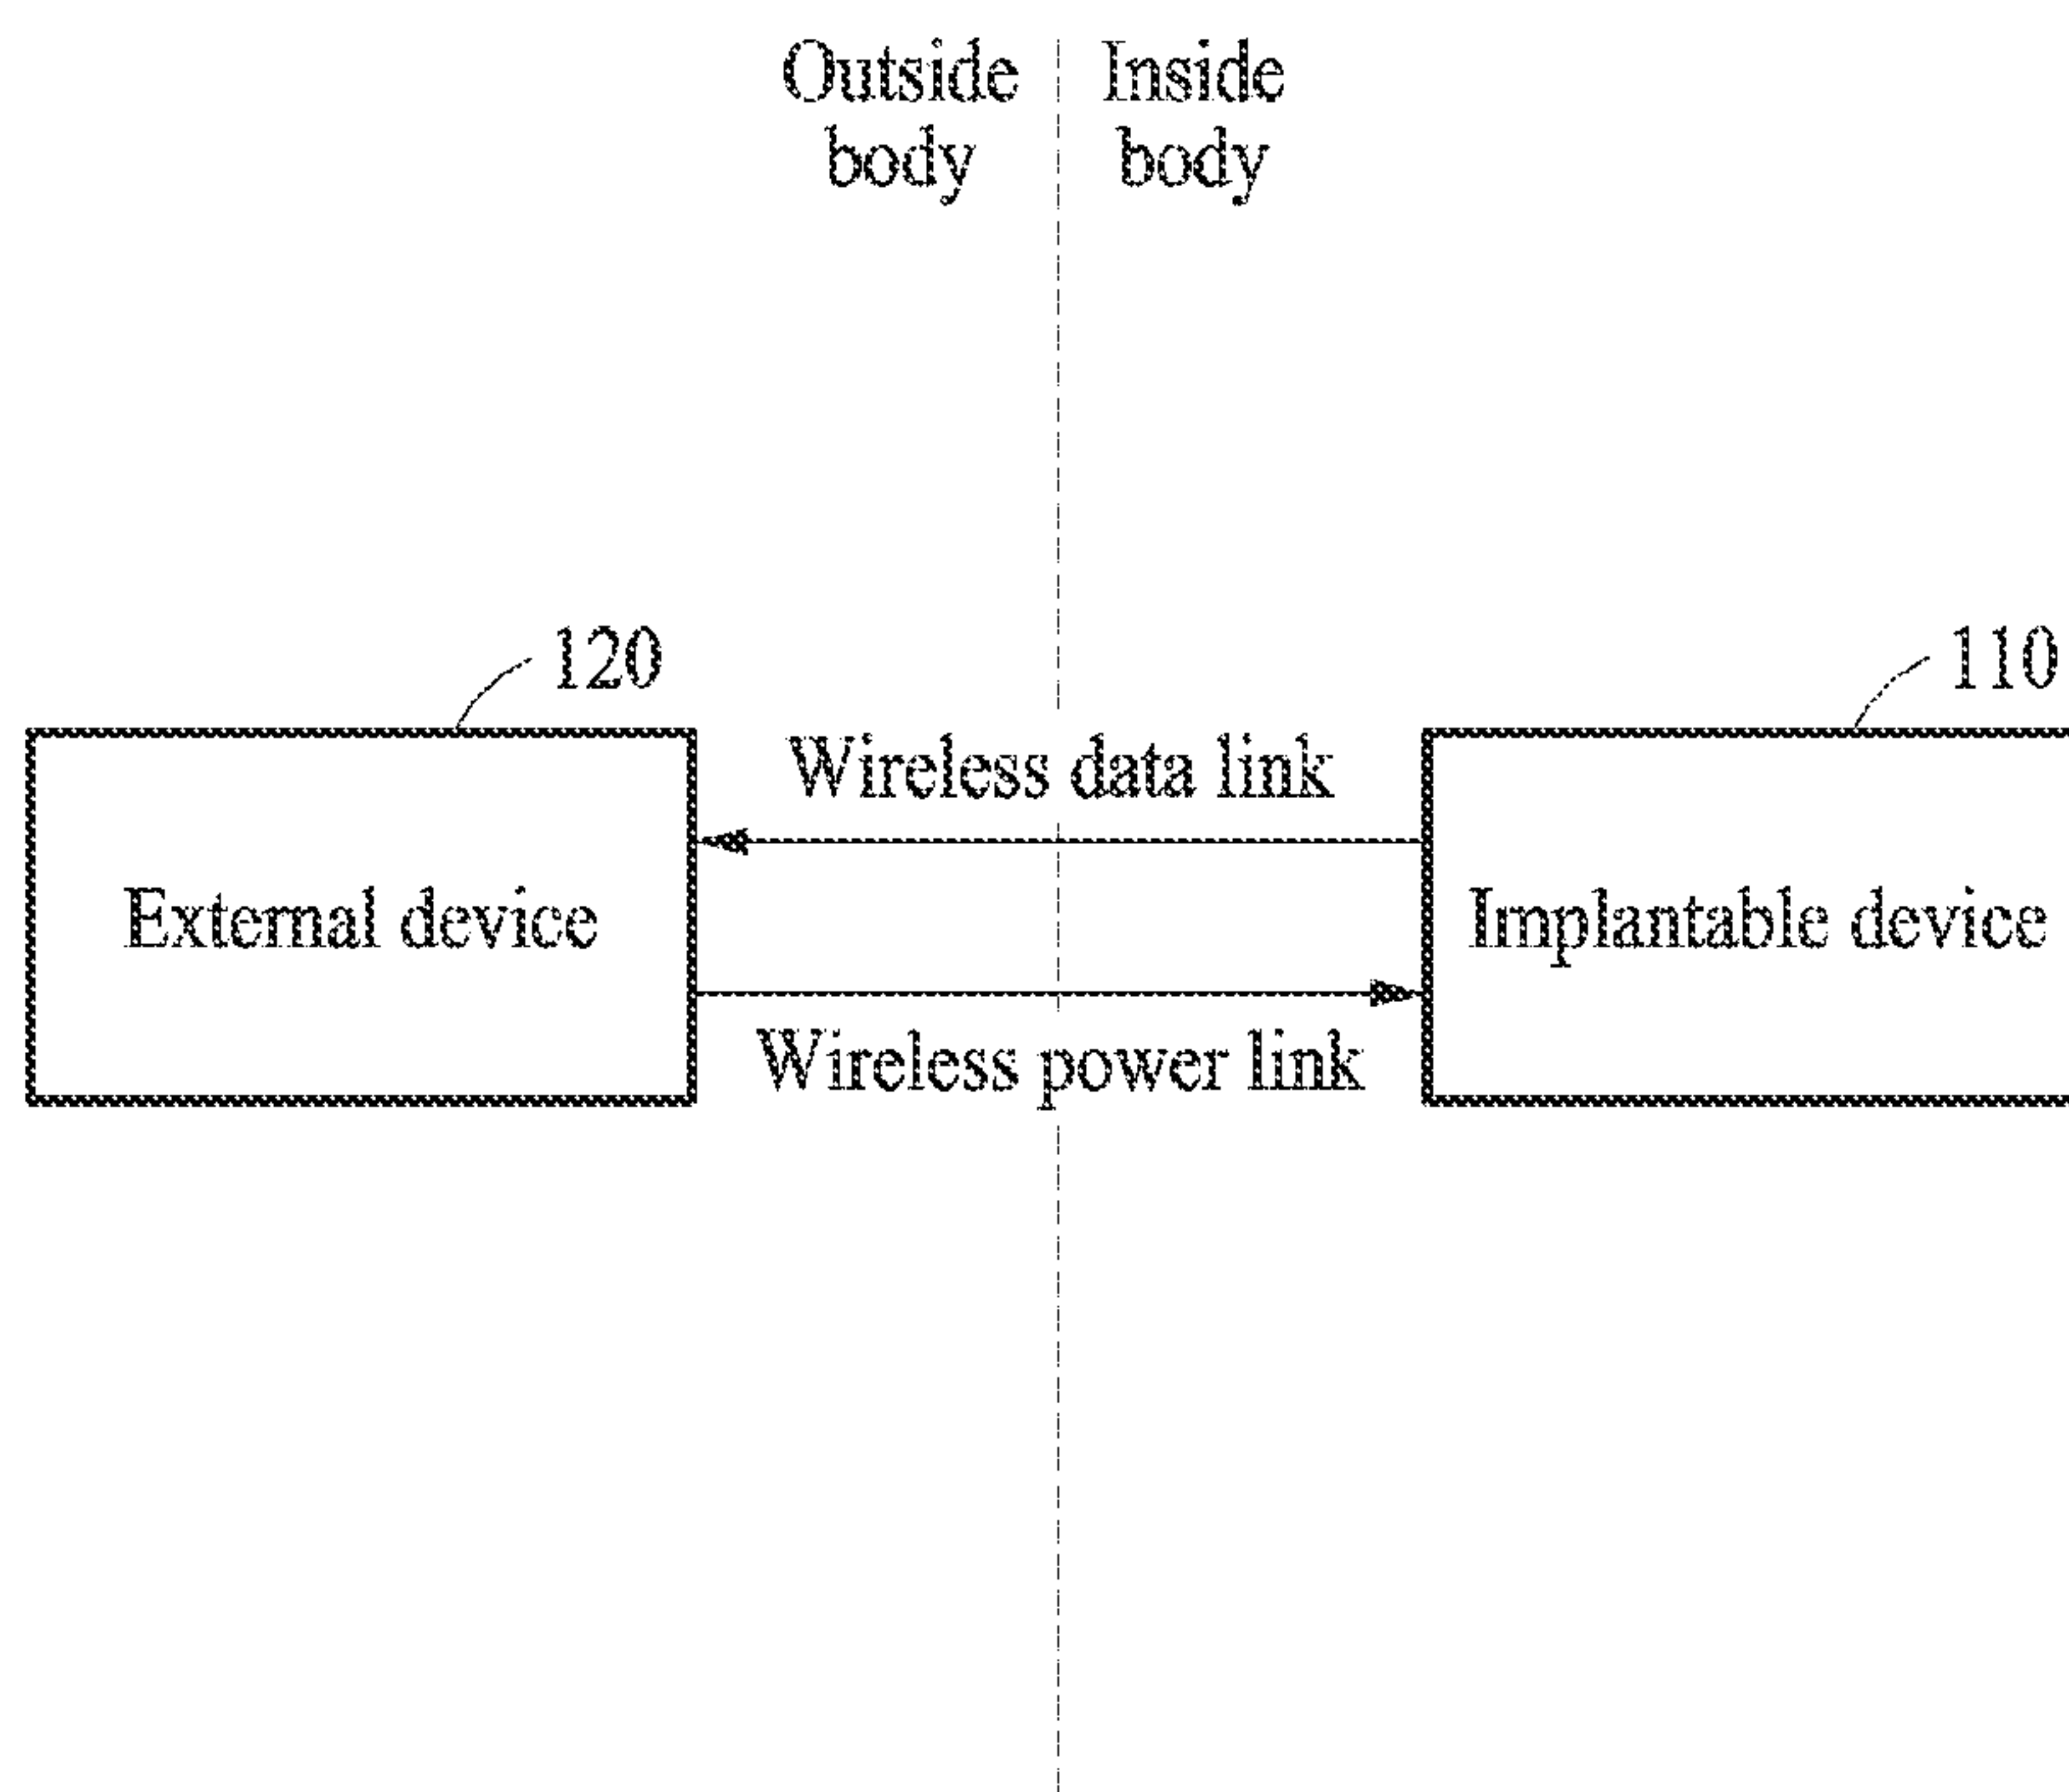 Outside
body
Inside
body
120
110
Wireless data link
External device
Implantable device
Wireless power link